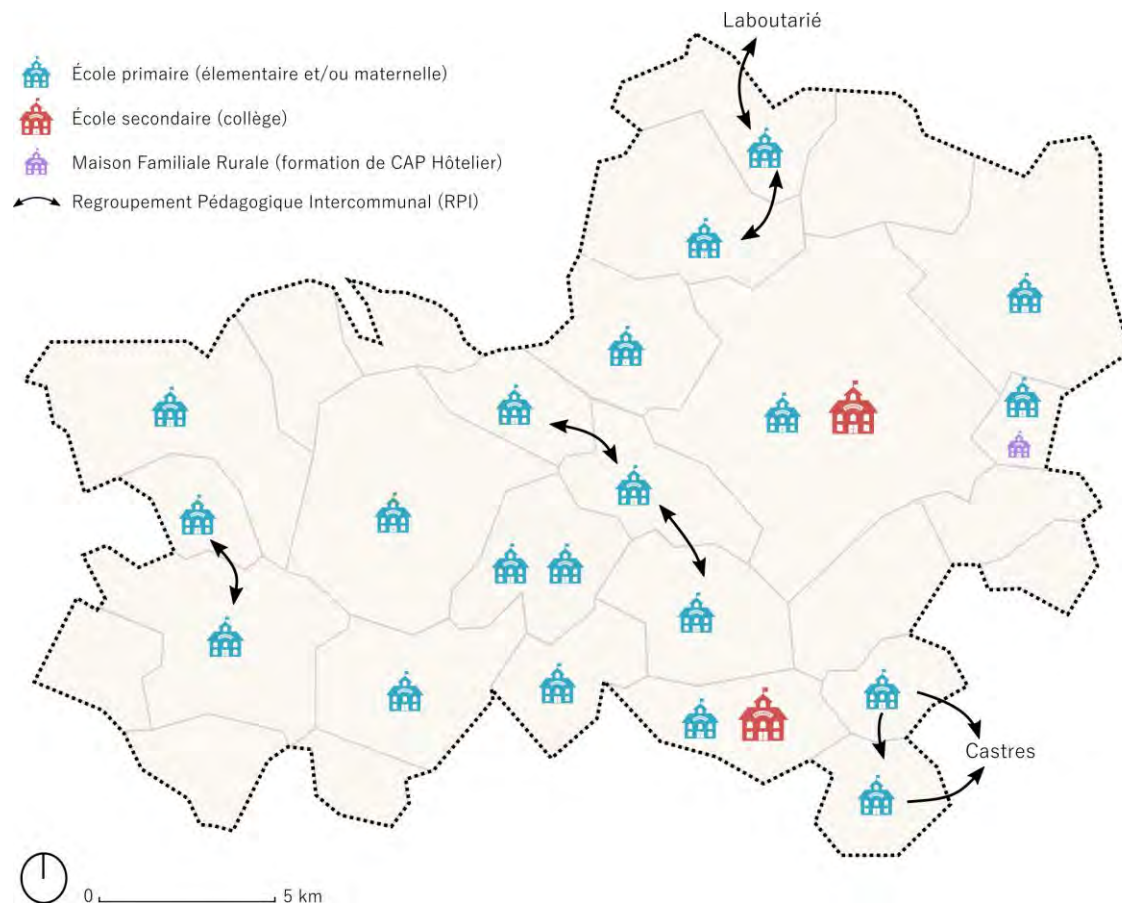 Laboutarié
École primaire (élementaire et/ou maternelle)
École secondaire (collège)
Maison Familiale Rurale (formation de CAP Hôtelier)
Regroupement Pédagogique Intercommunal (RPI)
Castres
0 5 km